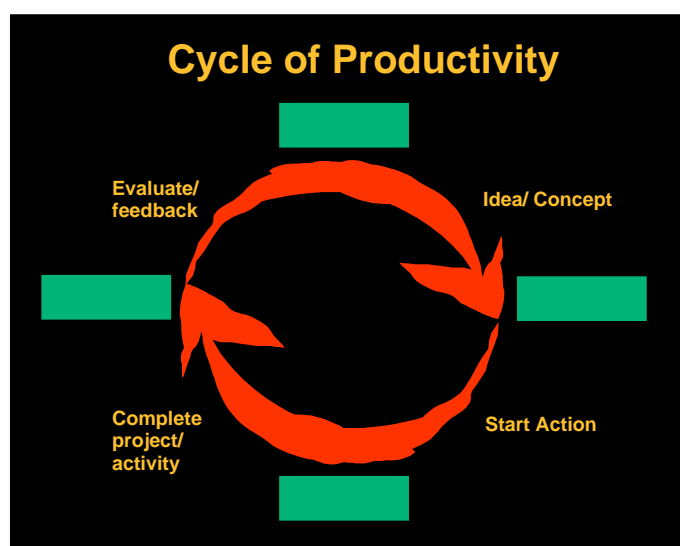 Cycle of Productivity
Evaluate/
feedback
Idea/ Concept
Complete
project/
activity
Start Action